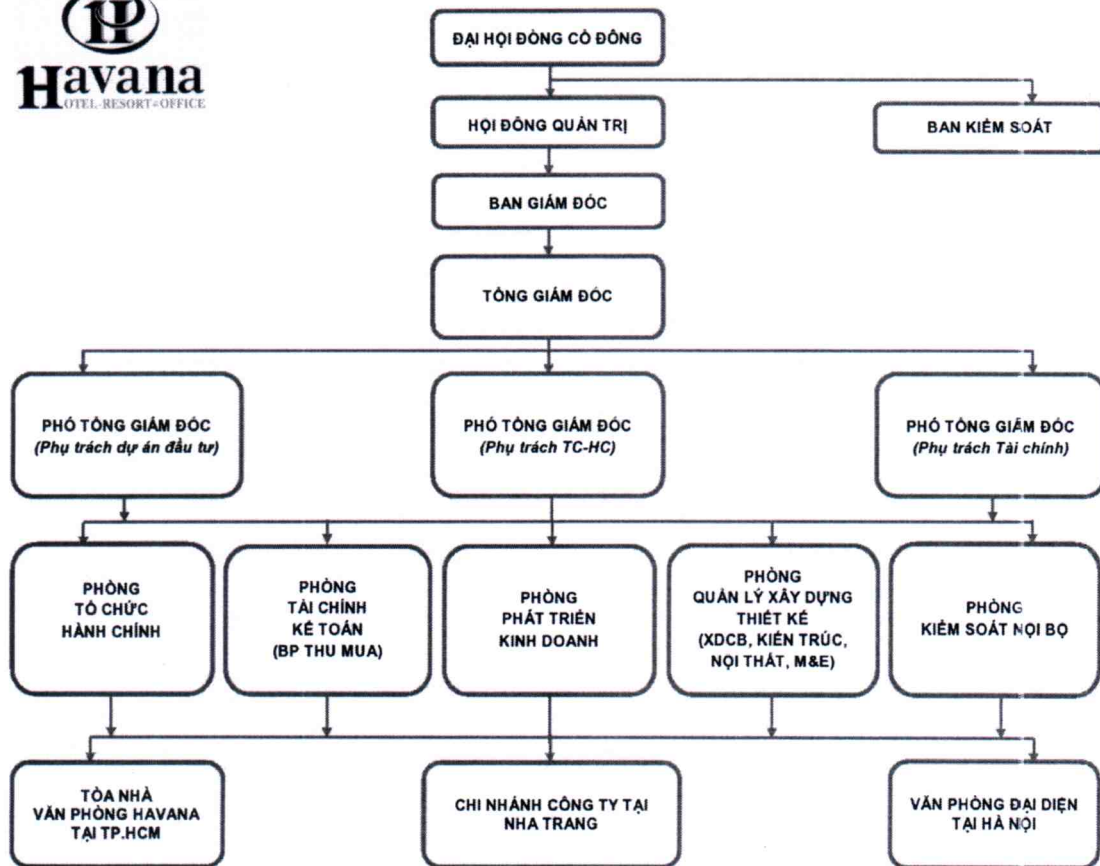 1H
Havana
HOTEL-RESORT-OFFICE
ĐẠI HỘI ĐỒNG CỔ ĐÔNG
HỘI ĐỒNG QUẢN TRỊ
BAN KIỂM SOÁT
BAN GIÁM ĐỐC
TỔNG GIÁM ĐỐC
PHÓ TỔNG GIÁM ĐỐC
(Phụ trách dự án đầu tư)
PHÓ TỔNG GIÁM ĐỐC
(Phụ trách TC-HC)
PHÓ TỔNG GIÁM ĐỐC
(Phụ trách Tài chính)
PHÒNG
TỔ CHỨC
HÀNH CHÍNH
PHÒNG
TÀI CHÍNH
KẾ TOÁN
(BP THU MUA)
PHÒNG
PHÁT TRIỂN
KINH DOANH
PHÒNG
QUẢN LÝ XÂY DỰNG
THIẾT KẾ
(XDCB, KIẾN TRÚC,
NỘI THẤT, M&E)
PHÒNG
KIỂM SOÁT NỘI BỘ
TÒA NHÀ
VĂN PHÒNG HAVANA
TẠI TP.HCM
CHI NHÁNH CÔNG TY TẠI
NHA TRANG
VĂN PHÒNG ĐẠI DIỆN
TẠI HÀ NỘI